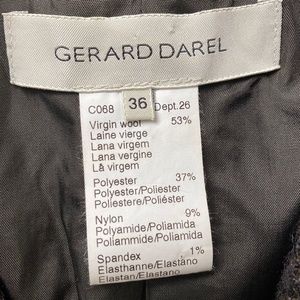 GERARD DAREL
36
C068 Dept.26
Virgin wool 53%
Laine vierge
Lana virgem
Lana vergine
Lã virgem
Polyester 37%
Polyester/Poliester
Poliestere/Poliéster
Nylon 9%
Polyamide/Poliamida
Poliammide/Poliamida
Spandex 1%
Elasthanne/Elastano
Elastan/Elastano